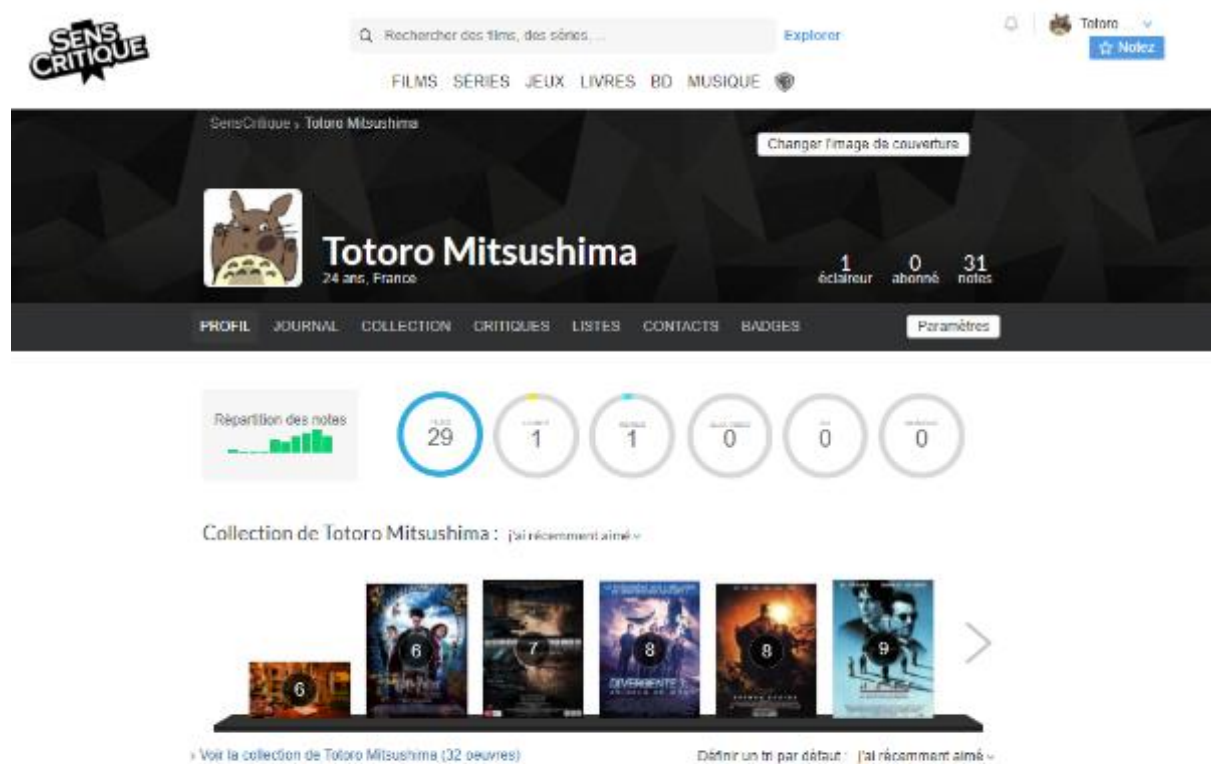 SENS CRITIQUE
Rechercher des films, des séries, ...
Explorer
Totoro ...
Notez
FILMS SÉRIES JEUX LIVRES BD MUSIQUE
SensCritique › Totoro Mitsushima
Changer l'image de couverture
Totoro Mitsushima
24 ans, France
1 éclaireur
0 abonné
31 notes
PROFIL JOURNAL COLLECTION CRITIQUES LISTES CONTACTS BADGES
Paramètres
Répartition des notes
29
1
1
0
0
0
Collection de Totoro Mitsushima : j'ai récemment aimé
6
6
7
8
DIVERGENTE 3
8
9
› Voir la collection de Totoro Mitsushima (32 oeuvres)
Définir un tri par défaut : j'ai récemment aimé